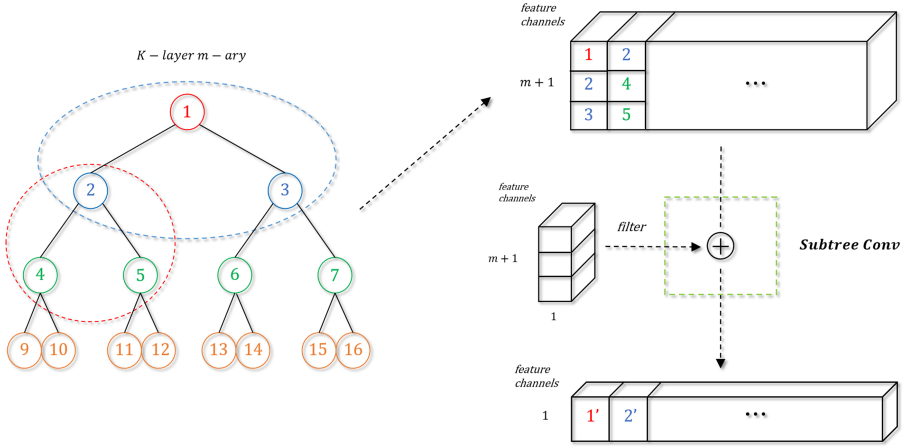 K − layer m − ary
1
2 3
4 5 6 7
9 10 11 12 13 14 15 16
feature
channels
m + 1
1 2
2 4 ...
3 5
feature
channels
m + 1
1
filter
+
Subtree Conv
feature
channels
1
1' 2' ...